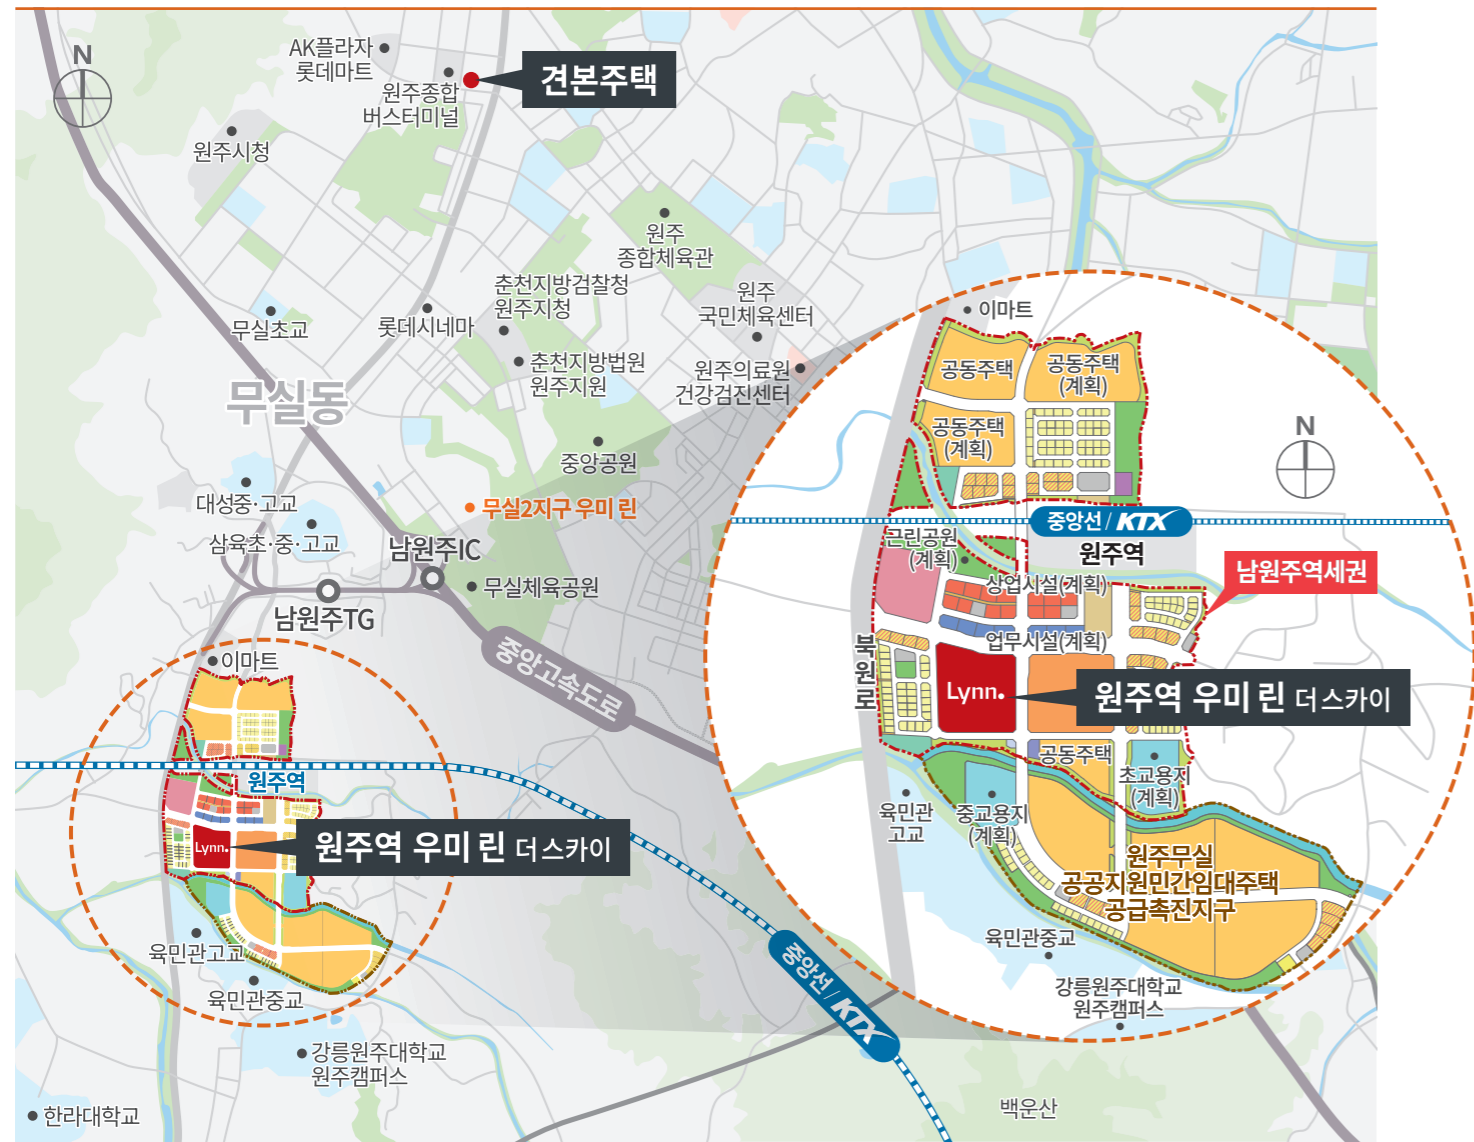 N
AK플라자
롯데마트
원주종합
버스터미널
견본주택
원주시청
원주
종합체육관
춘천지방검찰청
원주지청
원주
국민체육센터
무실초교
롯데시네마
춘천지방법원
원주지원
원주의료원
건강검진센터
무실동
중앙공원
대성중·고교
무실2지구 우미 린
삼육초·중·고교
남원주IC
무실체육공원
남원주TG
중앙고속도로
이마트
원주역
Lynn.
원주역 우미 린 더 스카이
육민관고교
육민관중교
중앙선 / KTX
강릉원주대학교
원주캠퍼스
한라대학교
백운산
이마트
공동주택
공동주택
(계획)
공동주택
(계획)
N
중앙선 / KTX
원주역
근린공원
(계획)
상업시설(계획)
남원주역세권
업무시설(계획)
북원로
Lynn.
원주역 우미 린 더 스카이
공동주택
초교용지
(계획)
육민관
고교
중교용지
(계획)
원주무실
공공지원민간임대주택
공급촉진지구
육민관중교
강릉원주대학교
원주캠퍼스